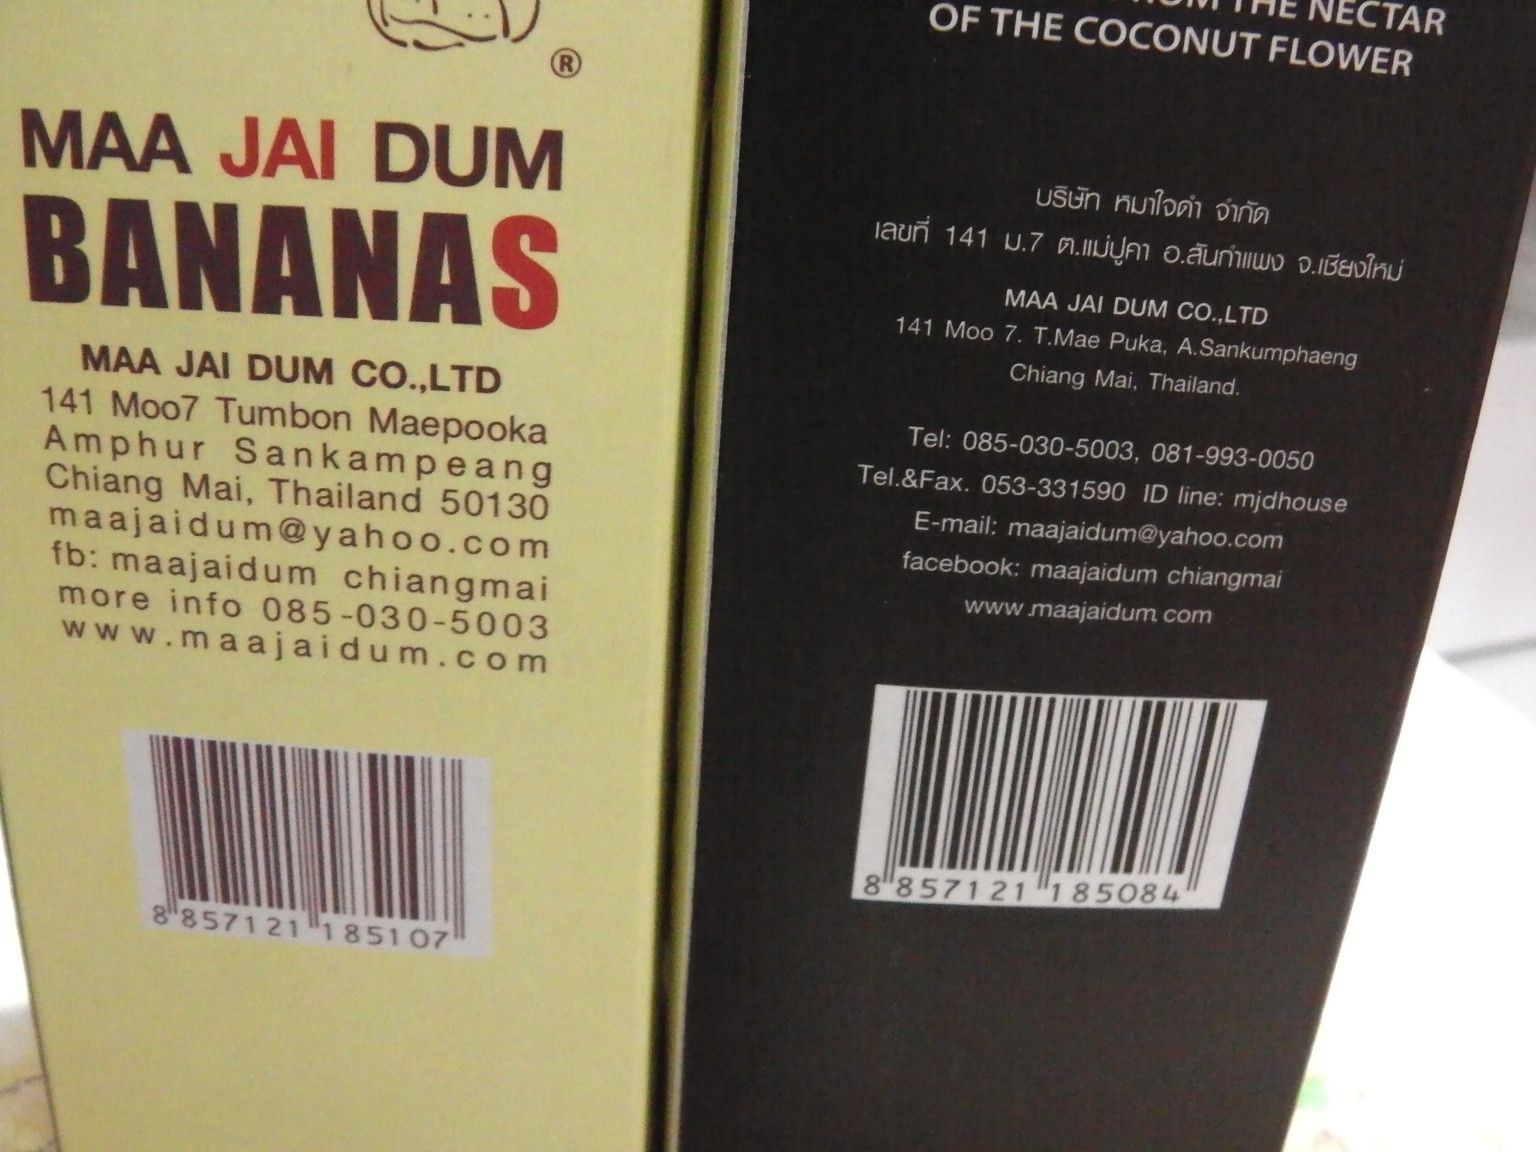 ®
MAA JAI DUM
BANANAS
MAA JAI DUM CO.,LTD
141 Moo7 Tumbon Maepooka
Amphur Sankampeang
Chiang Mai, Thailand 50130
maajaidum@yahoo.com
fb: maajaidum chiangmai
more info 085-030-5003
www.maajaidum.com
8 857121 185107
FROM THE NECTAR
OF THE COCONUT FLOWER
บริษัท หมาใจดำ จำกัด
เลขที่ 141 ม.7 ต.แม่ปูคา อ.สันกำแพง จ.เชียงใหม่
MAA JAI DUM CO.,LTD
141 Moo 7. T.Mae Puka, A.Sankumphaeng
Chiang Mai, Thailand.
Tel: 085-030-5003, 081-993-0050
Tel.&Fax. 053-331590 ID line: mjdhouse
E-mail: maajaidum@yahoo.com
facebook: maajaidum chiangmai
www.maajaidum.com
8 857121 185084